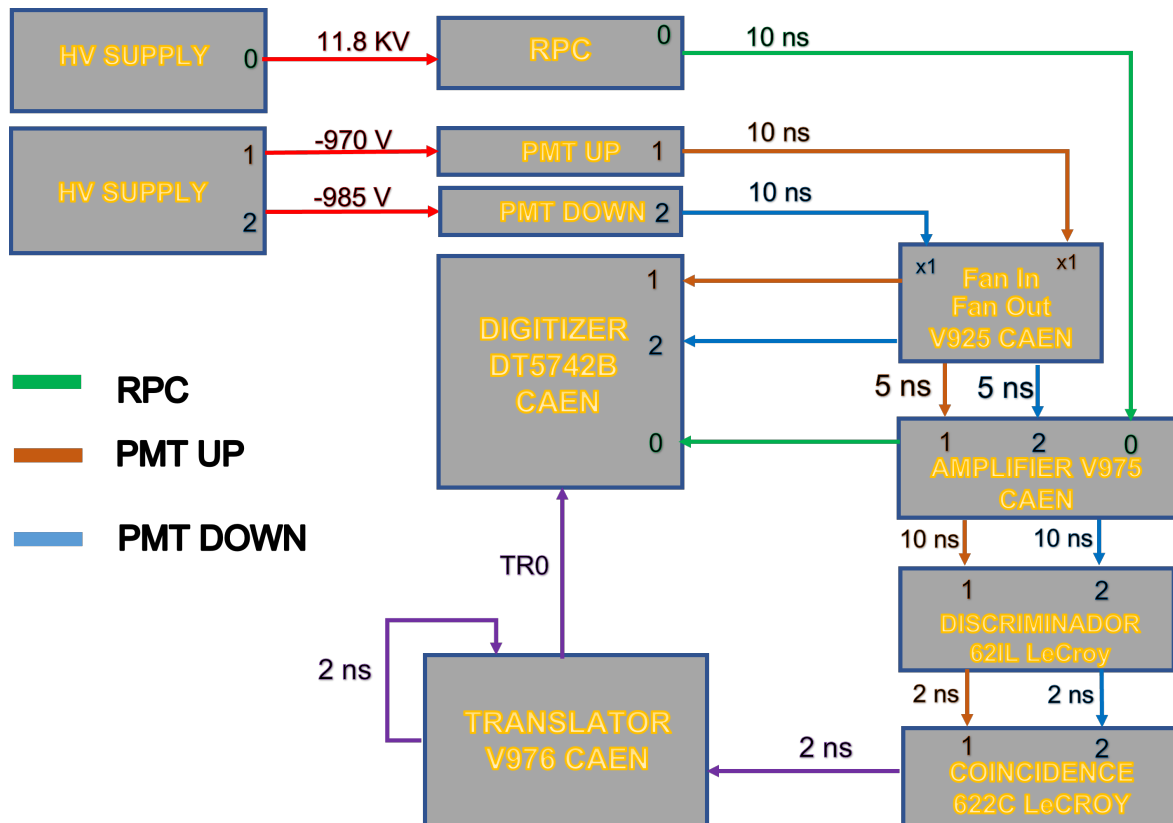 HV SUPPLY
0
11.8 KV
RPC
0
10 ns
HV SUPPLY
1
2
-970 V
PMT UP
1
10 ns
-985 V
PMT DOWN
2
10 ns
x1
x1
Fan In
Fan Out
V925 CAEN
DIGITIZER
DT5742B
CAEN
1
2
0
5 ns
5 ns
1
2
0
AMPLIFIER V975
CAEN
10 ns
10 ns
1
2
DISCRIMINADOR
62IL LeCroy
2 ns
2 ns
1
2
COINCIDENCE
622C LeCROY
2 ns
TRANSLATOR
V976 CAEN
2 ns
TR0
RPC
PMT UP
PMT DOWN